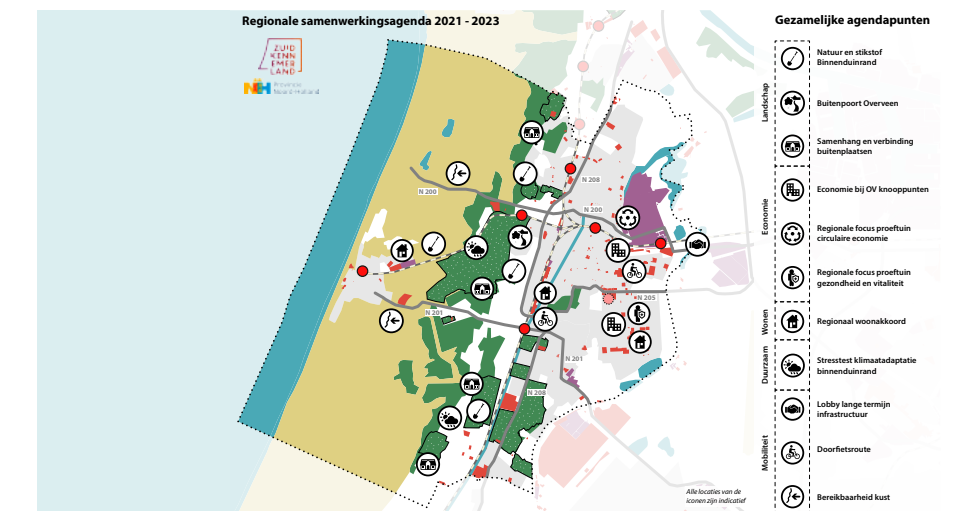 Regionale samenwerkingsagenda 2021 - 2023
ZUID
KENN
EMER
LAND
NH Provincie
Noord-Holland
N 208
N 200
N 200
N 205
N 201
N 201
N 208
Alle locaties van de
iconen zijn indicatief
Gezamelijke agendapunten
Landschap
Natuur en stikstof
Binnenduinrand
Buitenpoort Overveen
Samenhang en verbinding
buitenplaatsen
Economie
Economie bij OV knooppunten
Regionale focus proeftuin
circulaire economie
Regionale focus proeftuin
gezondheid en vitaliteit
Wonen
Regionaal woonakkoord
Duurzaam
Stresstest klimaatadaptatie
binnenduinrand
Mobiliteit
Lobby lange termijn
infrastructuur
Doorfietsroute
Bereikbaarheid kust